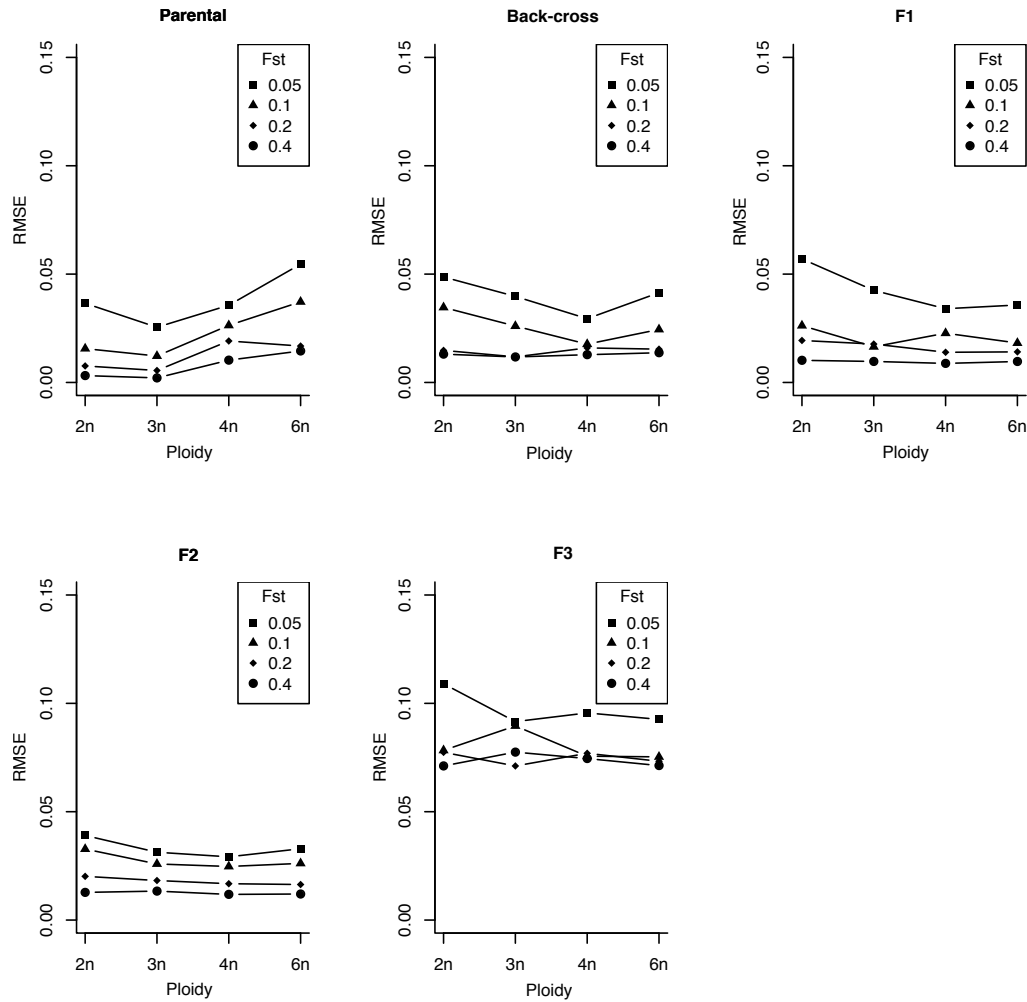 Parental
0.15
0.10
0.05
0.00
RMSE
Fst
0.05
0.1
0.2
0.4
2n 3n 4n 6n
Ploidy
Back-cross
0.15
0.10
0.05
0.00
RMSE
Fst
0.05
0.1
0.2
0.4
2n 3n 4n 6n
Ploidy
F1
0.15
0.10
0.05
0.00
RMSE
Fst
0.05
0.1
0.2
0.4
2n 3n 4n 6n
Ploidy
F2
0.15
0.10
0.05
0.00
RMSE
Fst
0.05
0.1
0.2
0.4
2n 3n 4n 6n
Ploidy
F3
0.15
0.10
0.05
0.00
RMSE
Fst
0.05
0.1
0.2
0.4
2n 3n 4n 6n
Ploidy